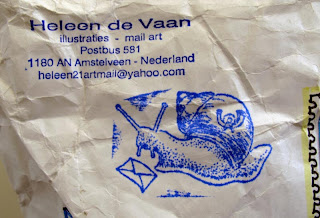 Heleen de Vaan
illustraties - mail art
Postbus 581
1180 AN Amstelveen - Nederland
heleen21artmail@yahoo.com